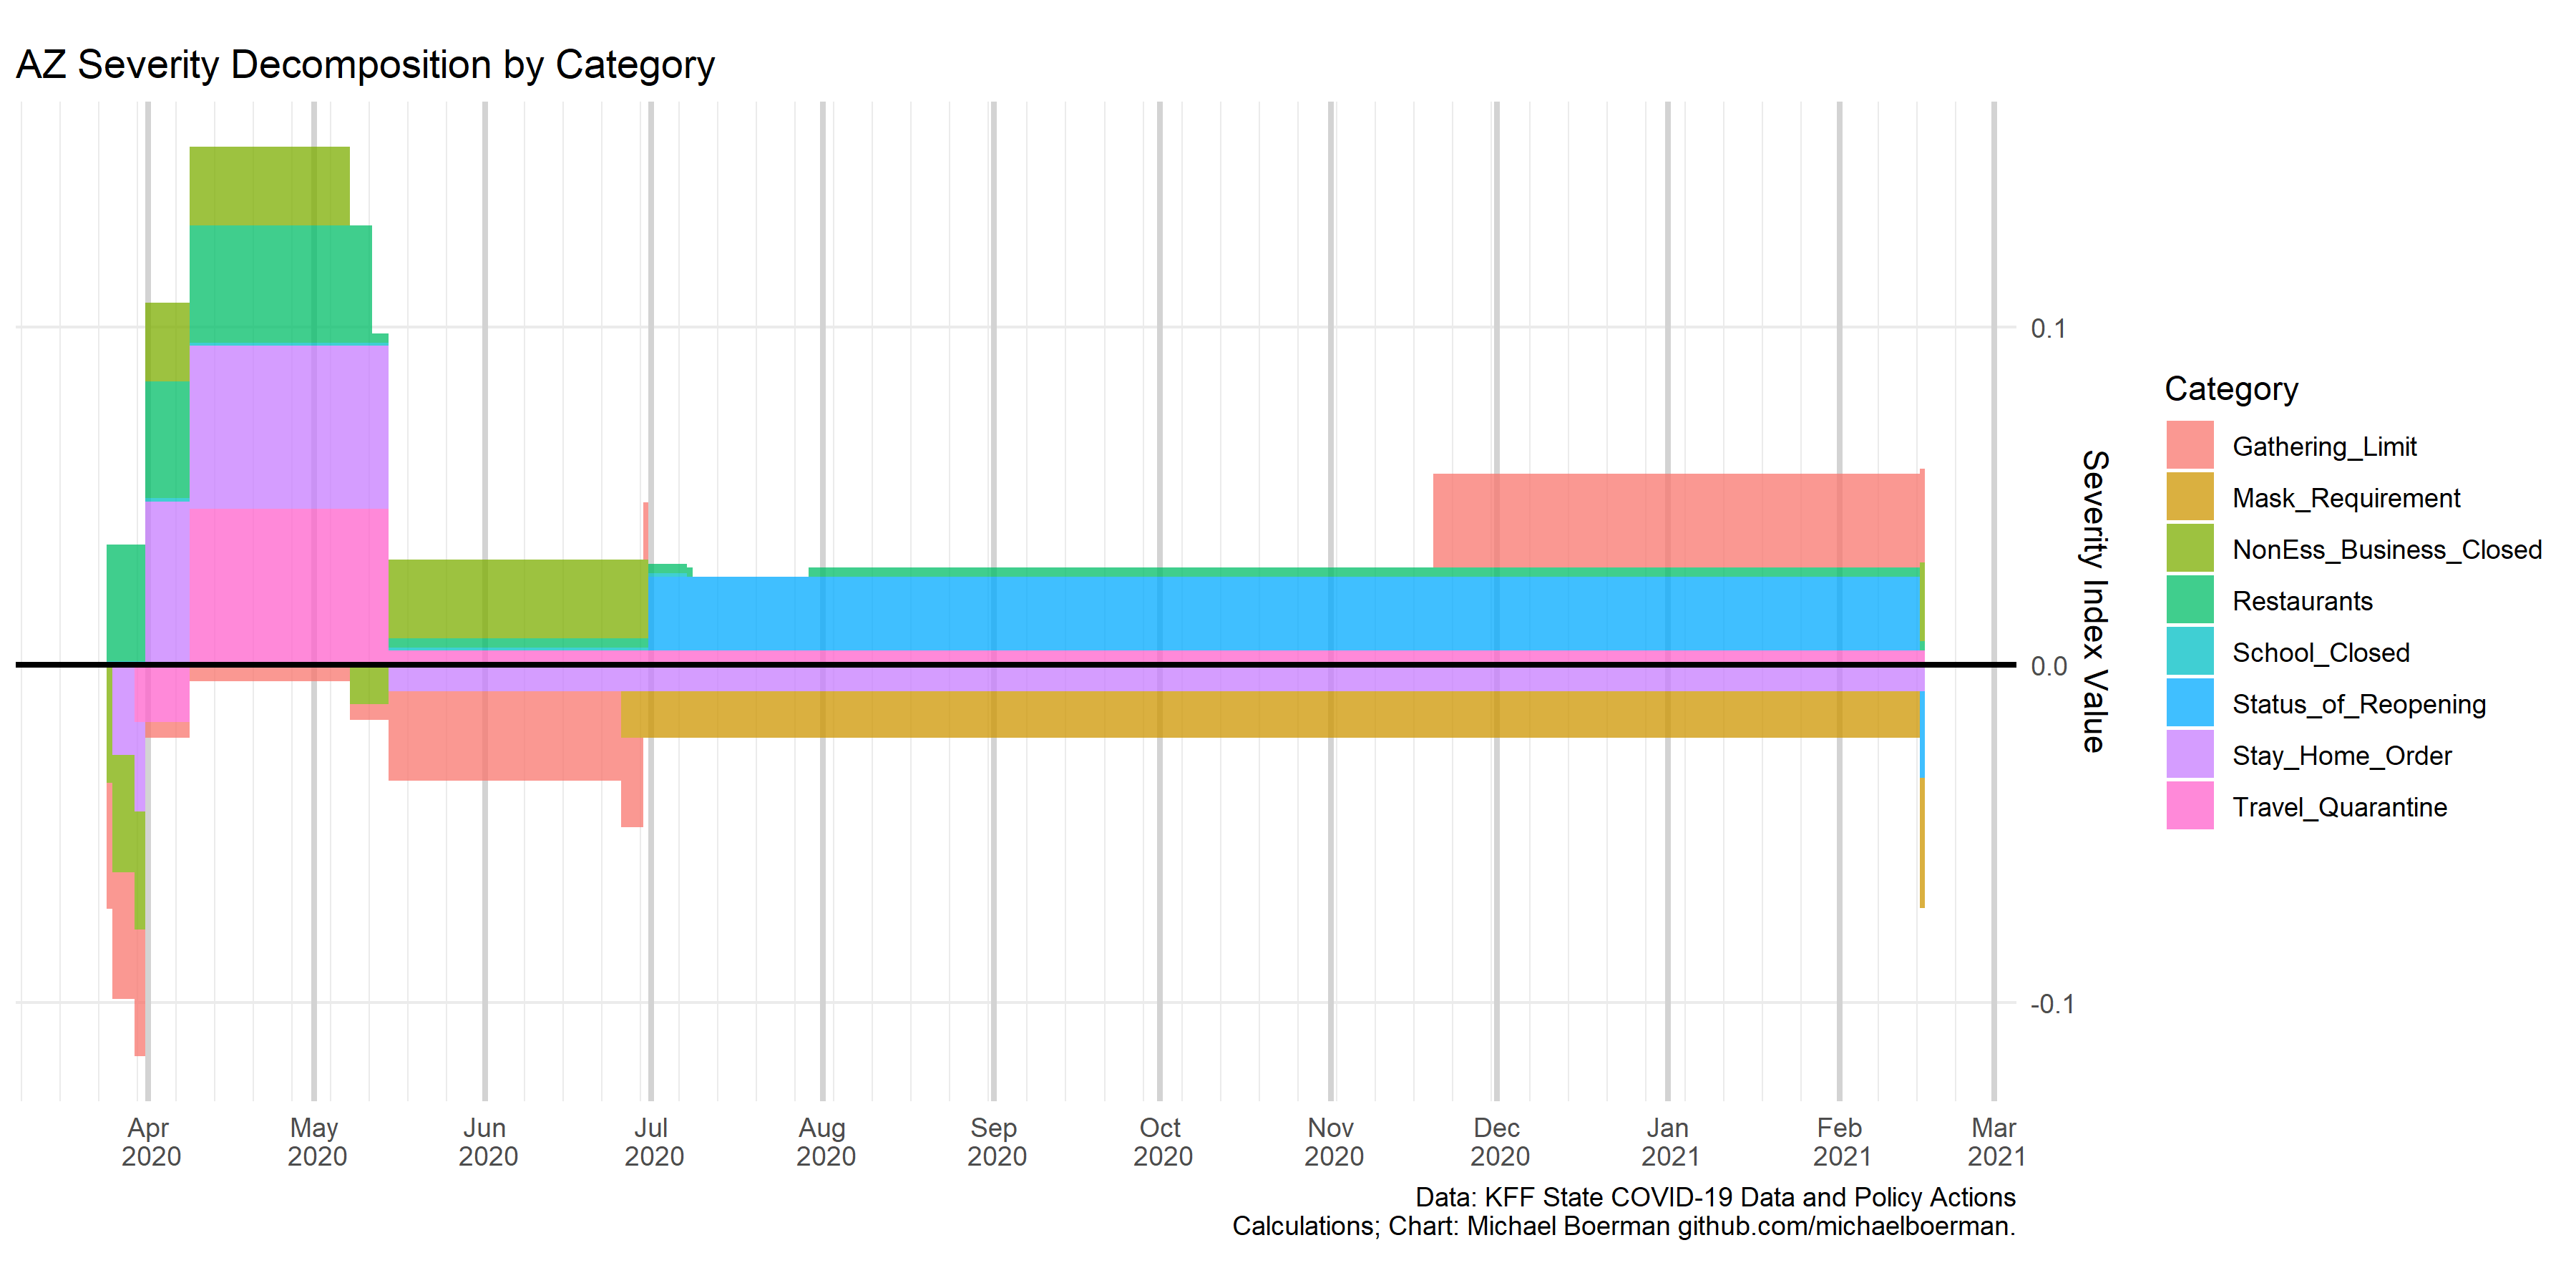 AZ Severity Decomposition by Category
0.1
0.0
-0.1
Severity Index Value
Category
Gathering_Limit
Mask_Requirement
NonEss_Business_Closed
Restaurants
School_Closed
Status_of_Reopening
Stay_Home_Order
Travel_Quarantine
Apr May Jun Jul Aug Sep Oct Nov Dec Jan Feb Mar
2020 2020 2020 2020 2020 2020 2020 2020 2020 2021 2021 2021
Data: KFF State COVID-19 Data and Policy Actions
Calculations; Chart: Michael Boerman github.com/michaelboerman.